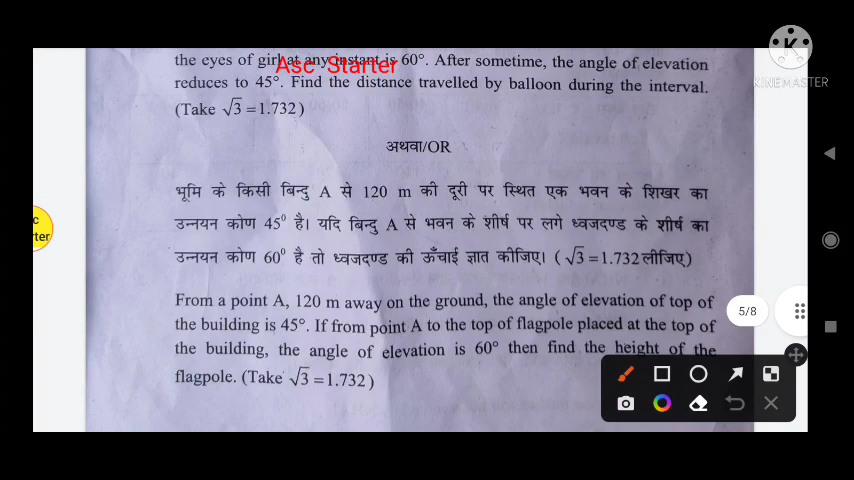 the eyes of girl at any instant is 60°. After sometime, the angle of elevation
Asc Starter
reduces to 45°. Find the distance travelled by balloon during the interval.
(Take √3 =1.732)
KINEMASTER
अथवा/OR
भूमि के किसी बिन्दु A से 120 m की दूरी पर स्थित एक भवन के शिखर का
उन्नयन कोण 45⁰ है। यदि बिन्दु A से भवन के शीर्ष पर लगे ध्वजदण्ड के शीर्ष का
उन्नयन कोण 60⁰ है तो ध्वजदण्ड की ऊँचाई ज्ञात कीजिए। ( √3 =1.732 लीजिए)
c
rter
From a point A, 120 m away on the ground, the angle of elevation of top of
the building is 45°. If from point A to the top of flagpole placed at the top of
the building, the angle of elevation is 60° then find the height of the
flagpole. (Take √3 =1.732)
5/8